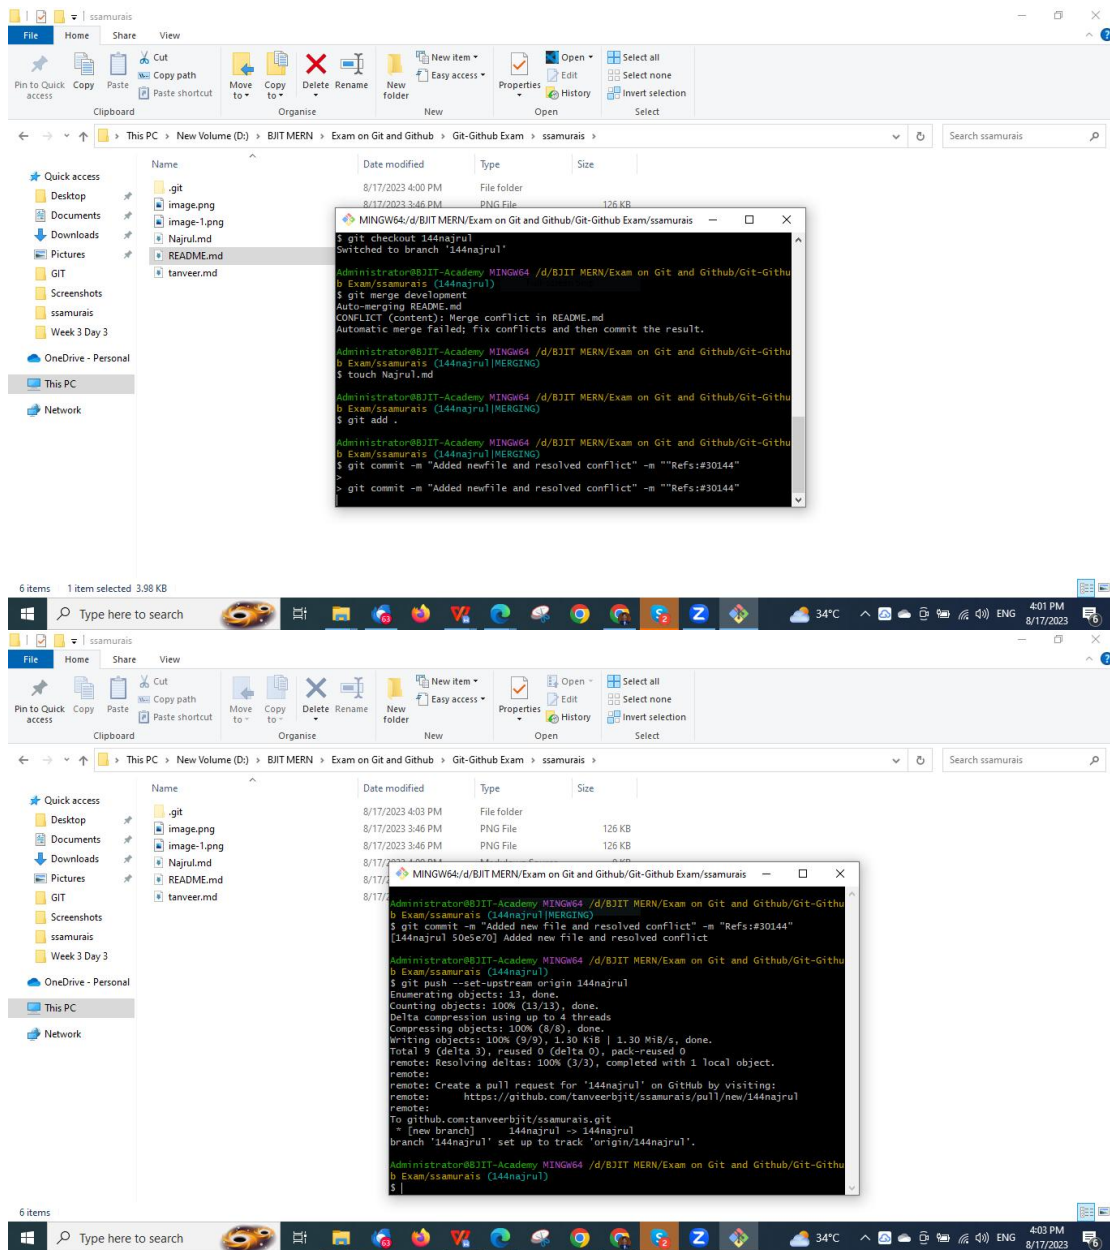 ssamurais
File Home Share View
Pin to Quick access
Copy
Paste
Cut
Copy path
Paste shortcut
Move to
Copy to
Delete
Rename
New folder
New item
Easy access
Properties
Open
Edit
History
Select all
Select none
Invert selection
Clipboard Organise New Open Select
This PC > New Volume (D:) > BJIT MERN > Exam on Git and Github > Git-Github Exam > ssamurais >
Search ssamurais
Name Date modified Type Size
Quick access
Desktop
Documents
Downloads
Pictures
GIT
Screenshots
ssamurais
Week 3 Day 3
OneDrive - Personal
This PC
Network
.git 8/17/2023 4:00 PM File folder
image.png 8/17/2023 3:46 PM PNG File 126 KB
image-1.png
Najrul.md
README.md
tanveer.md
MINGW64:/d/BJIT MERN/Exam on Git and Github/Git-Github Exam/ssamurais
$ git checkout 144najrul
Switched to branch '144najrul'
Administrator@BJIT-Academy MINGW64 /d/BJIT MERN/Exam on Git and Github/Git-Githu
b Exam/ssamurais (144najrul)
$ git merge development
Auto-merging README.md
CONFLICT (content): Merge conflict in README.md
Automatic merge failed; fix conflicts and then commit the result.
Administrator@BJIT-Academy MINGW64 /d/BJIT MERN/Exam on Git and Github/Git-Githu
b Exam/ssamurais (144najrul|MERGING)
$ touch Najrul.md
Administrator@BJIT-Academy MINGW64 /d/BJIT MERN/Exam on Git and Github/Git-Githu
b Exam/ssamurais (144najrul|MERGING)
$ git add .
Administrator@BJIT-Academy MINGW64 /d/BJIT MERN/Exam on Git and Github/Git-Githu
b Exam/ssamurais (144najrul|MERGING)
$ git commit -m "Added newfile and resolved conflict" -m ""Refs:#30144"
>
> git commit -m "Added newfile and resolved conflict" -m ""Refs:#30144"
6 items 1 item selected 3.98 KB
Type here to search
34°C
ENG
4:01 PM
8/17/2023
6
ssamurais
File Home Share View
Pin to Quick access
Copy
Paste
Cut
Copy path
Paste shortcut
Move to
Copy to
Delete
Rename
New folder
New item
Easy access
Properties
Open
Edit
History
Select all
Select none
Invert selection
Clipboard Organise New Open Select
This PC > New Volume (D:) > BJIT MERN > Exam on Git and Github > Git-Github Exam > ssamurais >
Search ssamurais
Name Date modified Type Size
Quick access
Desktop
Documents
Downloads
Pictures
GIT
Screenshots
ssamurais
Week 3 Day 3
OneDrive - Personal
This PC
Network
.git 8/17/2023 4:03 PM File folder
image.png 8/17/2023 3:46 PM PNG File 126 KB
image-1.png 8/17/2023 3:46 PM PNG File 126 KB
Najrul.md
README.md
tanveer.md
MINGW64:/d/BJIT MERN/Exam on Git and Github/Git-Github Exam/ssamurais
Administrator@BJIT-Academy MINGW64 /d/BJIT MERN/Exam on Git and Github/Git-Githu
b Exam/ssamurais (144najrul|MERGING)
$ git commit -m "Added new file and resolved conflict" -m "Refs:#30144"
[144najrul 50e5e70] Added new file and resolved conflict
Administrator@BJIT-Academy MINGW64 /d/BJIT MERN/Exam on Git and Github/Git-Githu
b Exam/ssamurais (144najrul)
$ git push --set-upstream origin 144najrul
Enumerating objects: 13, done.
Counting objects: 100% (13/13), done.
Delta compression using up to 4 threads
Compressing objects: 100% (8/8), done.
Writing objects: 100% (9/9), 1.30 KiB | 1.30 MiB/s, done.
Total 9 (delta 3), reused 0 (delta 0), pack-reused 0
remote: Resolving deltas: 100% (3/3), completed with 1 local object.
remote:
remote: Create a pull request for '144najrul' on GitHub by visiting:
remote: https://github.com/tanveerbjit/ssamurais/pull/new/144najrul
remote:
To github.com:tanveerbjit/ssamurais.git
* [new branch] 144najrul -> 144najrul
branch '144najrul' set up to track 'origin/144najrul'.
Administrator@BJIT-Academy MINGW64 /d/BJIT MERN/Exam on Git and Github/Git-Githu
b Exam/ssamurais (144najrul)
$
6 items
Type here to search
34°C
ENG
4:03 PM
8/17/2023
6